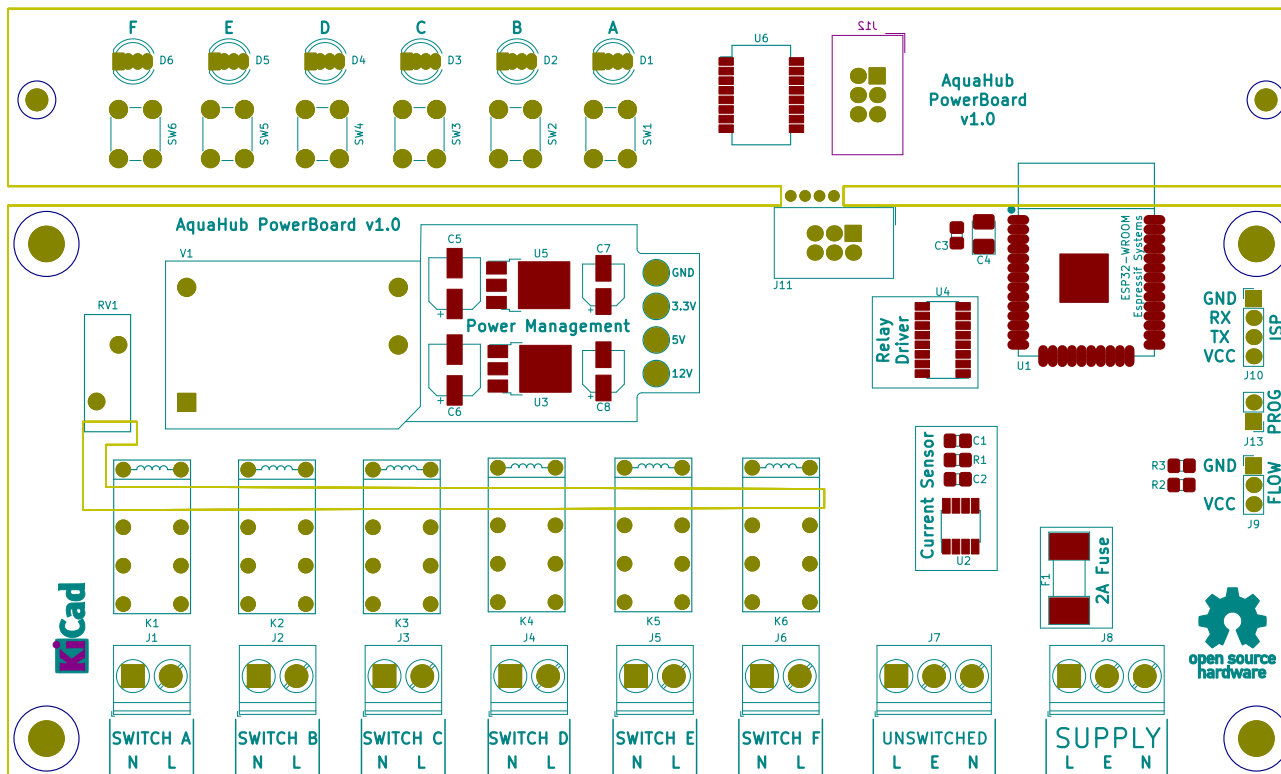 F E D C B A
D6 D5 D4 D3 D2 D1
SW6 SW5 SW4 SW3 SW2 SW1
U6
J12
AquaHub
PowerBoard
v1.0
AquaHub PowerBoard v1.0
V1
RV1
C5
U5
C7
+
+
Power Management
+
+
C6
U3
C8
GND
3.3V
5V
12V
J11
C3
C4
U4
Relay
Driver
ESP32-WROOM
Espressif Systems
U1
GND
RX
TX
VCC
ISP
J10
PROG
J13
GND
VCC
FLOW
J9
R3
R2
Current Sensor
C1
R1
C2
U2
F1
2A Fuse
K1 K2 K3 K4 K5 K6
J1 J2 J3 J4 J5 J6 J7 J8
KiCad
open source
hardware
SWITCH A SWITCH B SWITCH C SWITCH D SWITCH E SWITCH F UNSWITCHED SUPPLY
N L N L N L N L N L N L L E N L E N